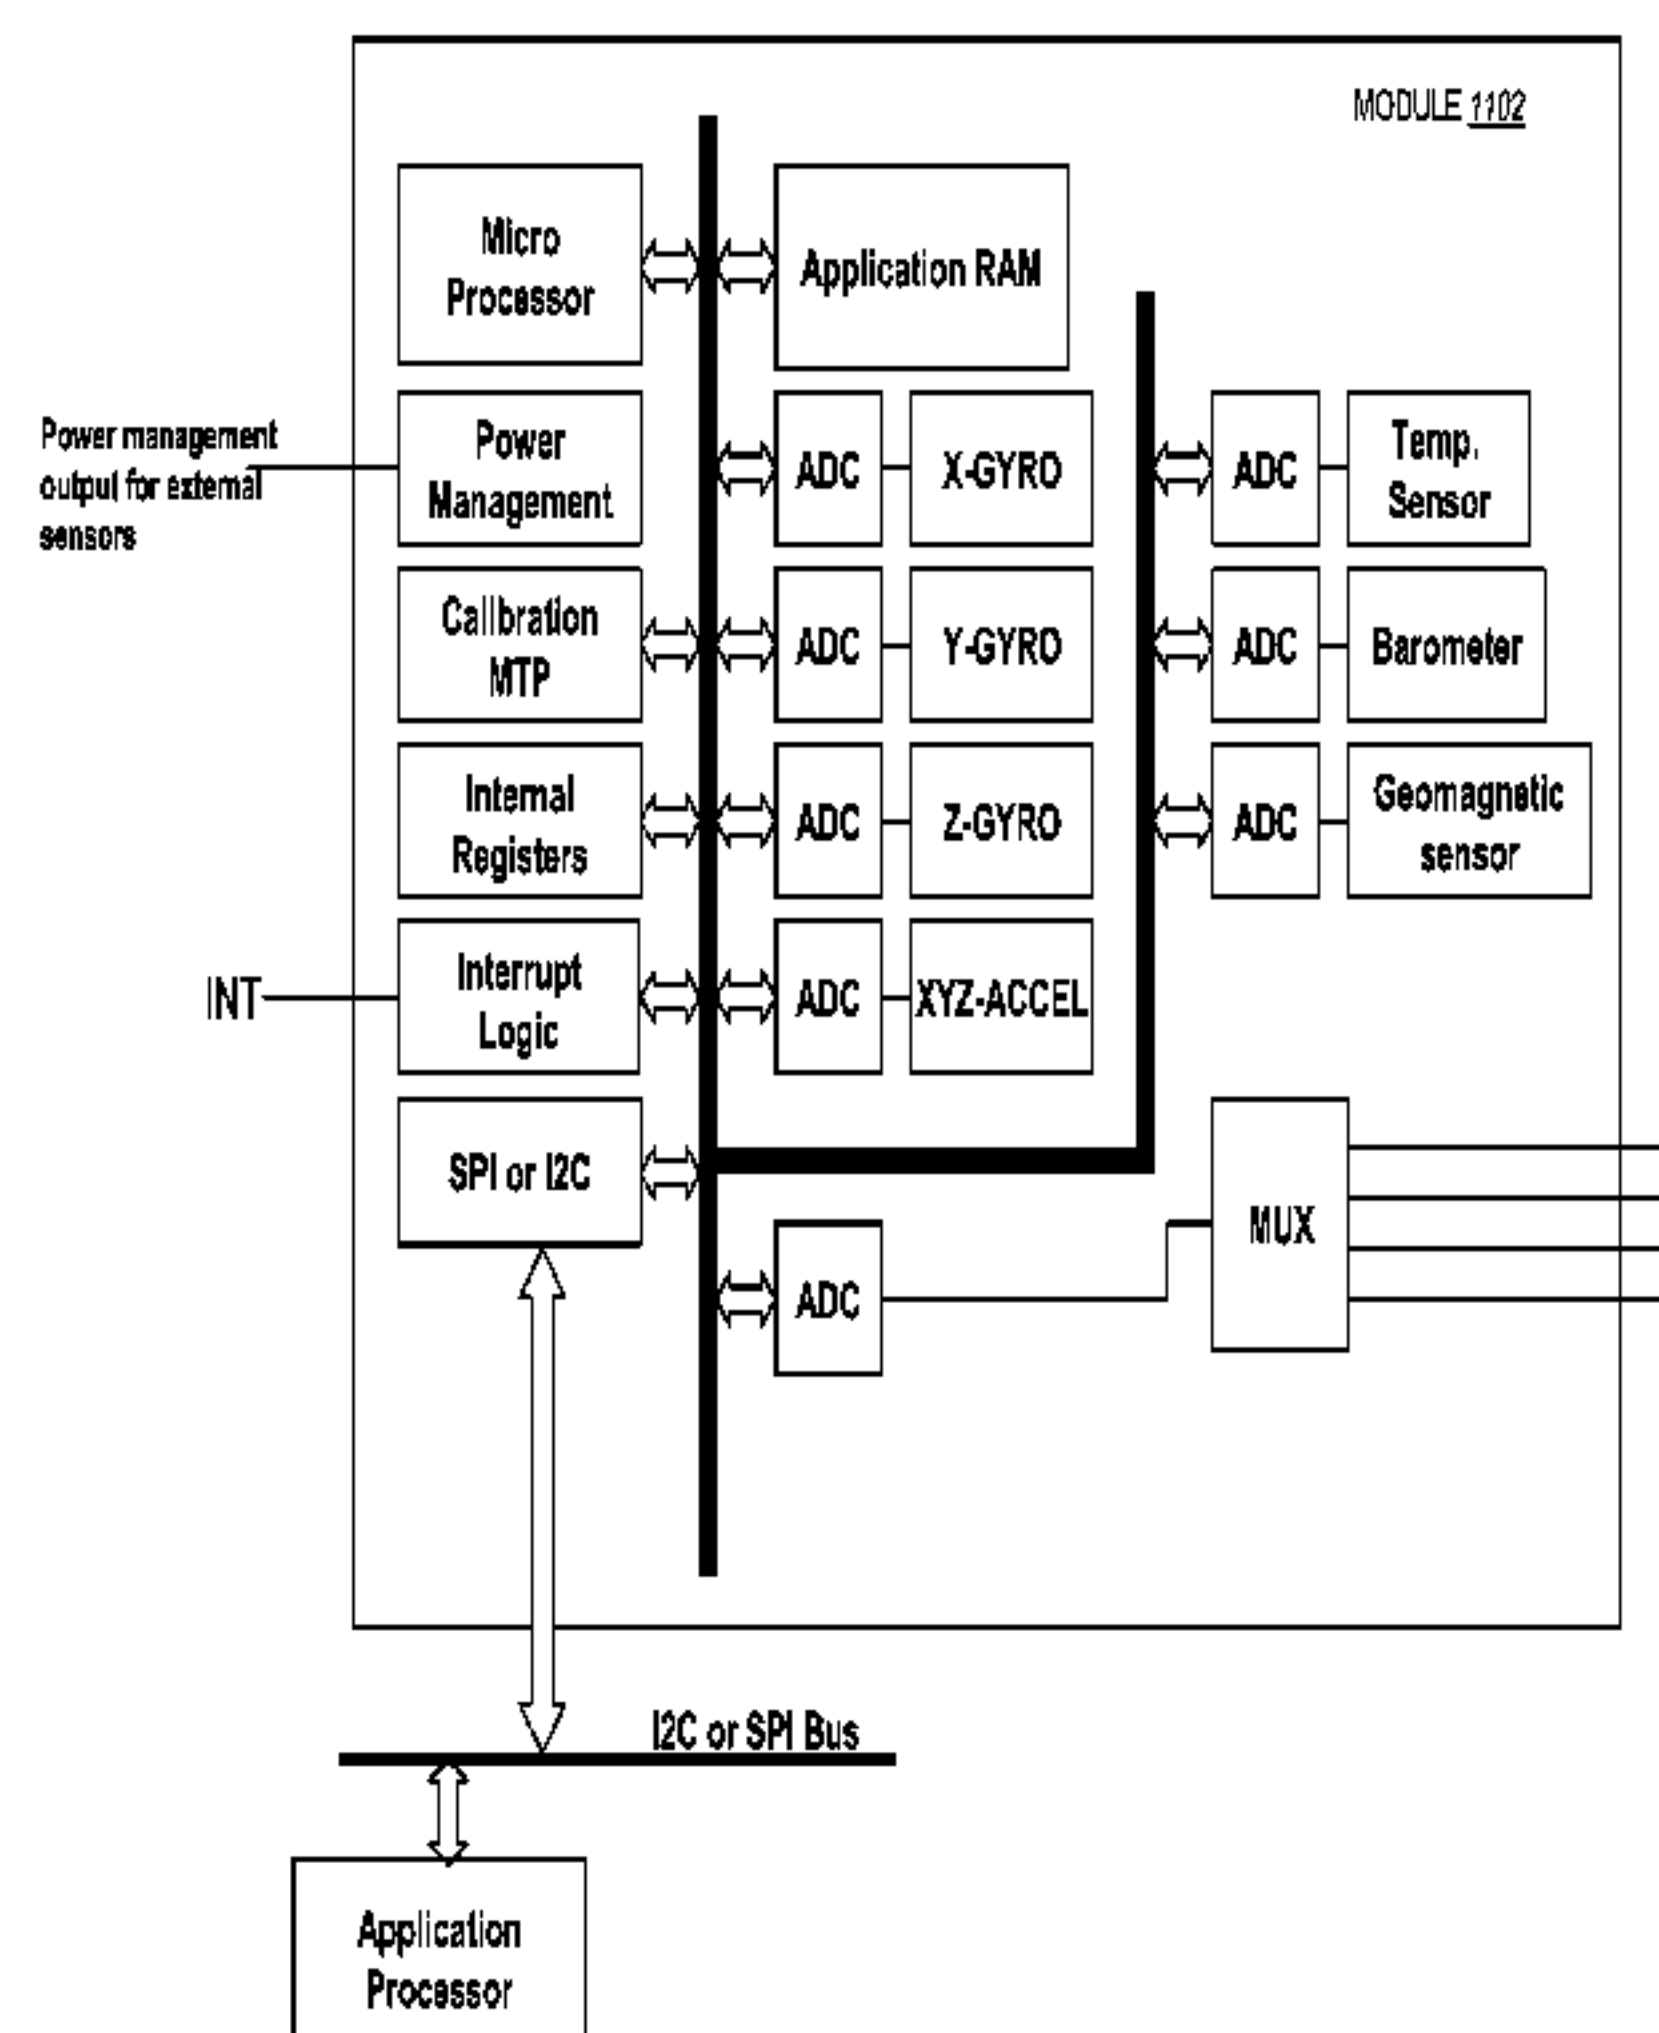 MODULE 1102
Micro
Processor
Application RAM
Power management
output for external
sensors
Power
Management
ADC
X-GYRO
ADC
Temp.
Sensor
Calibration
MTP
ADC
Y-GYRO
ADC
Barometer
Internal
Registers
ADC
Z-GYRO
ADC
Geomagnetic
sensor
INT
Interrupt
Logic
ADC
XYZ-ACCEL
SPI or I2C
MUX
ADC
I2C or SPI Bus
Application
Processor